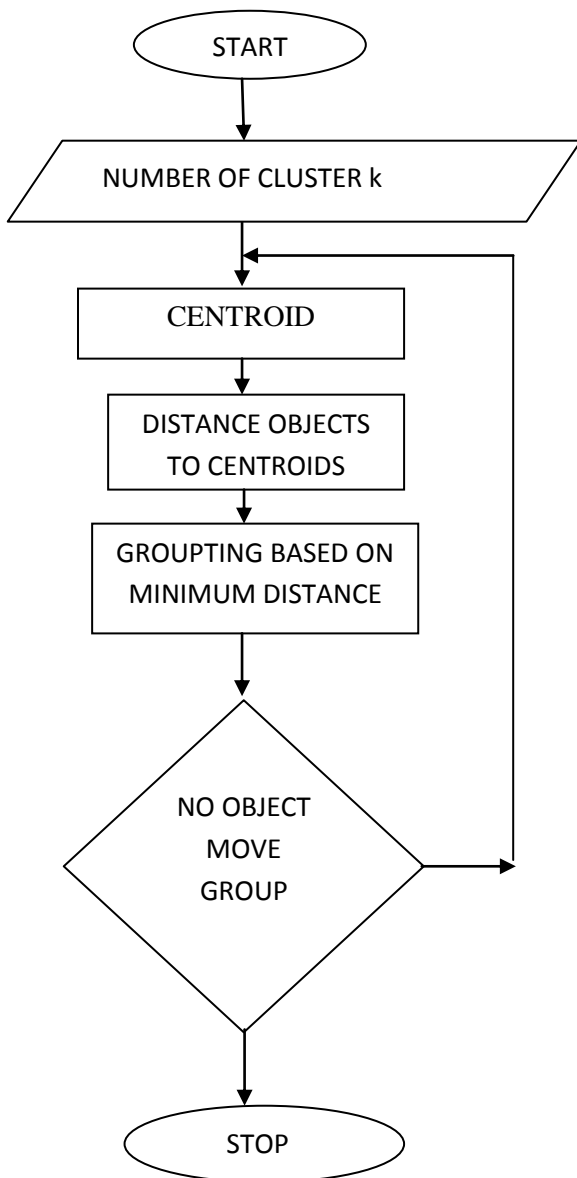 START
NUMBER OF CLUSTER k
CENTROID
DISTANCE OBJECTS
TO CENTROIDS
GROUPTING BASED ON
MINIMUM DISTANCE
NO OBJECT
MOVE
GROUP
STOP